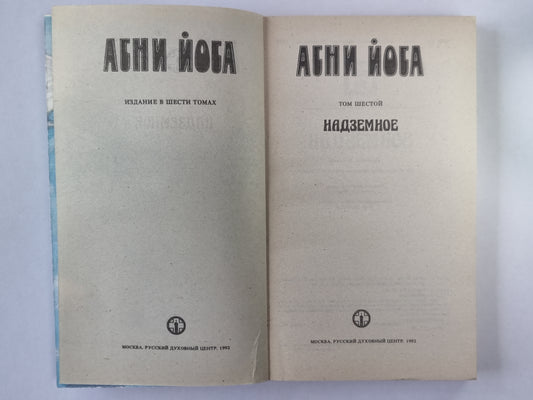 АГНИ ЙОГА
ИЗДАНИЕ В ШЕСТИ ТОМАХ
МОСКВА. РУССКИЙ ДУХОВНЫЙ ЦЕНТР. 1992
АГНИ ЙОГА
ТОМ ШЕСТОЙ
НАДЗЕМНОЕ
МОСКВА. РУССКИЙ ДУХОВНЫЙ ЦЕНТР. 1992